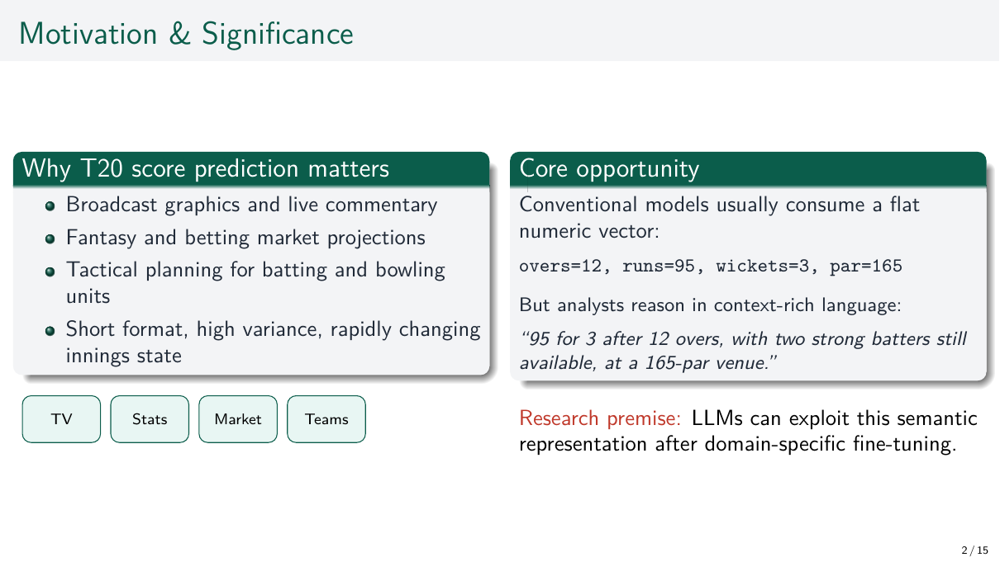 Motivation & Significance
Why T20 score prediction matters
Broadcast graphics and live commentary
Fantasy and betting market projections
Tactical planning for batting and bowling
units
Short format, high variance, rapidly changing
innings state
TV
Stats
Market
Teams
Core opportunity
Conventional models usually consume a flat
numeric vector:
overs=12, runs=95, wickets=3, par=165
But analysts reason in context-rich language:
“95 for 3 after 12 overs, with two strong batters still
available, at a 165-par venue.”
Research premise: LLMs can exploit this semantic
representation after domain-specific fine-tuning.
2 / 15